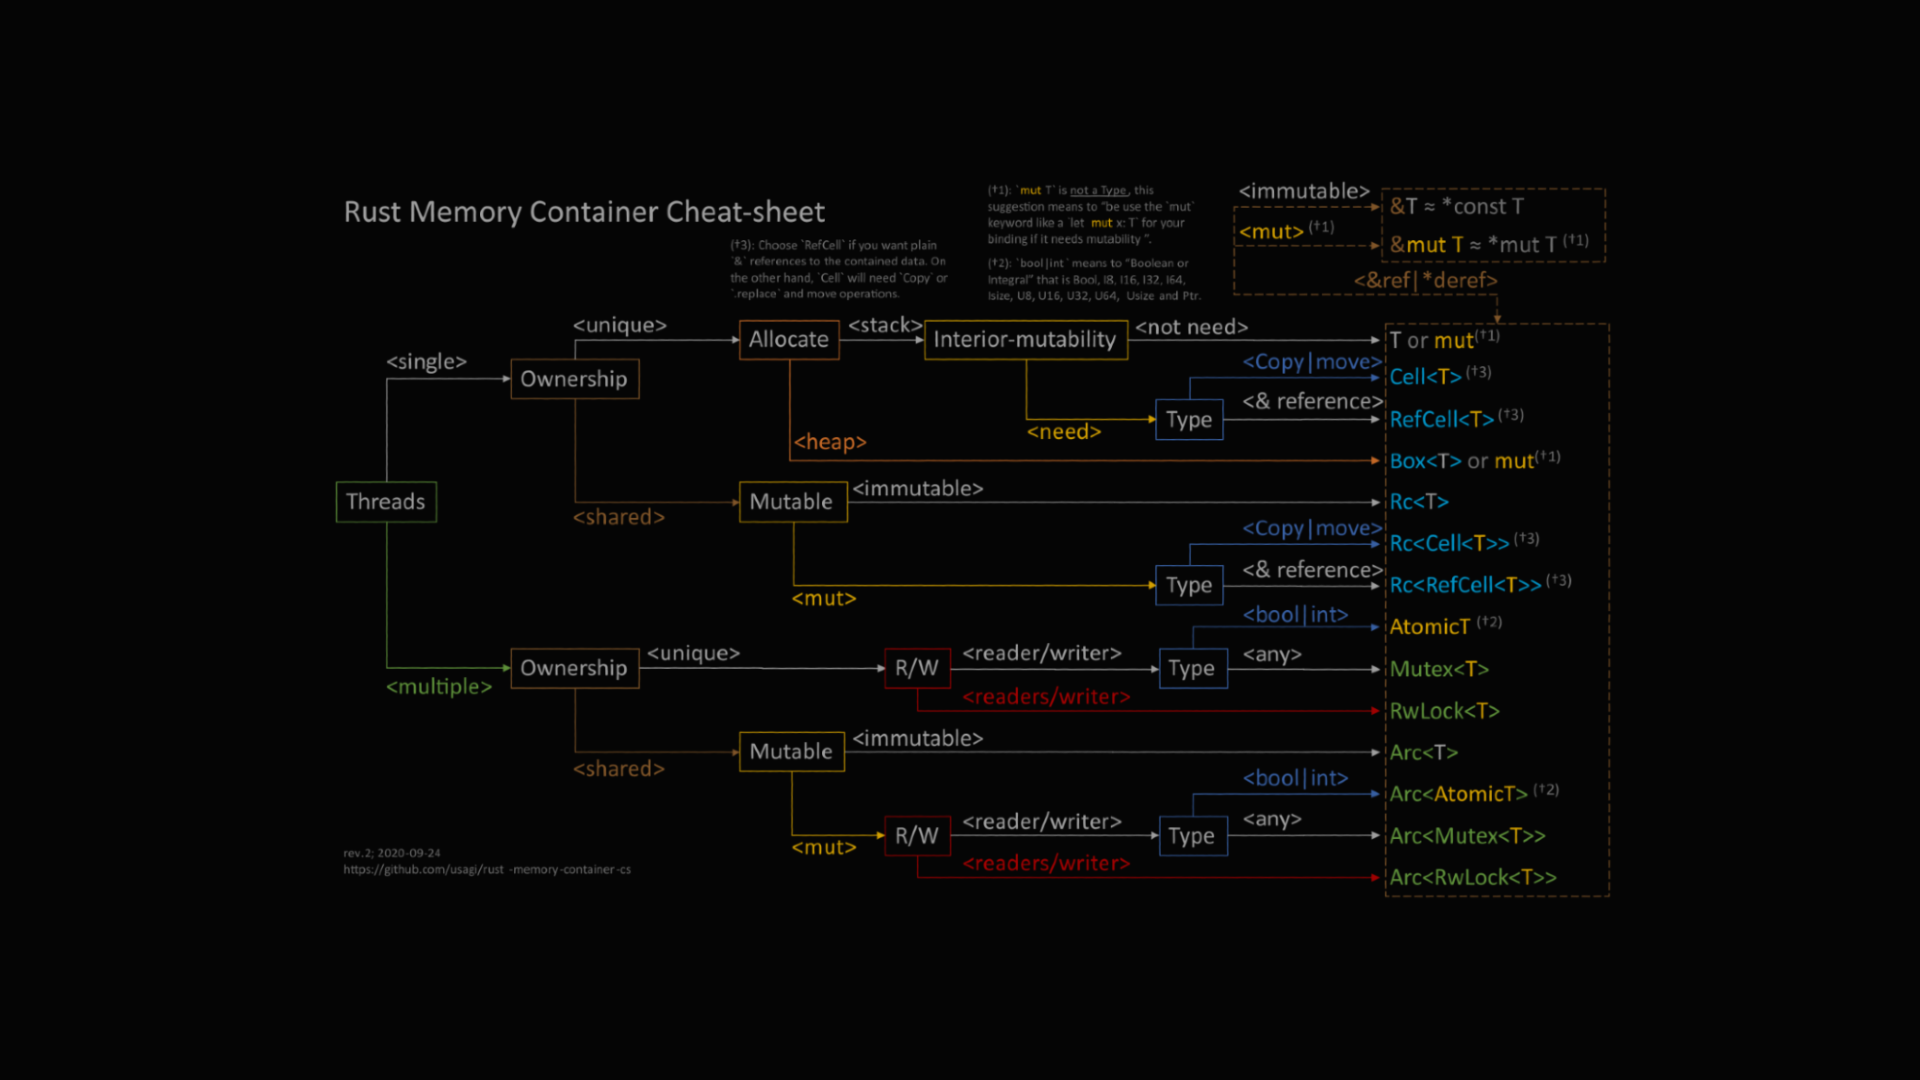 Rust Memory Container Cheat-sheet
(†3): Choose `RefCell` if you want plain
`&` references to the contained data. On
the other hand, `Cell` will need `Copy` or
`.replace` and move operations.
(†1): `mut T` is not a Type, this
suggestion means to “be use the `mut`
keyword like a `let mut x: T` for your
binding if it needs mutability ”.
(†2): `bool|int` means to “Boolean or
Integral” that is Bool, I8, I16, I32, I64,
Isize, U8, U16, U32, U64, Usize and Ptr.
<immutable>
&T ≈ *const T
<mut> (†1)
&mut T ≈ *mut T (†1)
<&ref|*deref>
<unique>
Allocate
<stack>
Interior-mutability
<not need>
T or mut(†1)
<single>
Ownership
<Copy|move>
Cell<T> (†3)
<need>
Type
<& reference>
RefCell<T> (†3)
<heap>
Box<T> or mut(†1)
Threads
<shared>
Mutable
<immutable>
Rc<T>
<Copy|move>
Rc<Cell<T>> (†3)
<mut>
Type
<& reference>
Rc<RefCell<T>> (†3)
<bool|int>
AtomicT (†2)
<multiple>
Ownership
<unique>
R/W
<reader/writer>
Type
<any>
Mutex<T>
<readers/writer>
RwLock<T>
<shared>
Mutable
<immutable>
Arc<T>
<bool|int>
Arc<AtomicT> (†2)
<mut>
R/W
<reader/writer>
Type
<any>
Arc<Mutex<T>>
<readers/writer>
Arc<RwLock<T>>
rev.2; 2020-09-24
https://github.com/usagi/rust -memory-container-cs